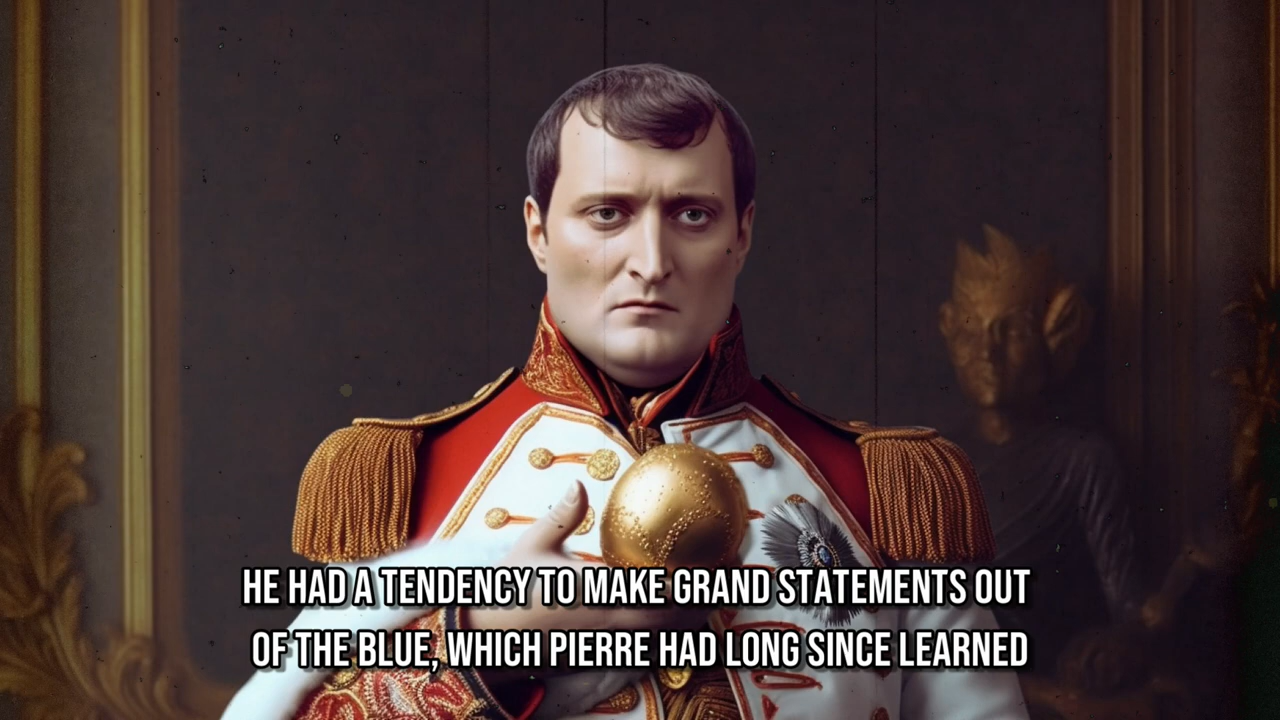 HE HAD A TENDENCY TO MAKE GRAND STATEMENTS OUT
OF THE BLUE, WHICH PIERRE HAD LONG SINCE LEARNED